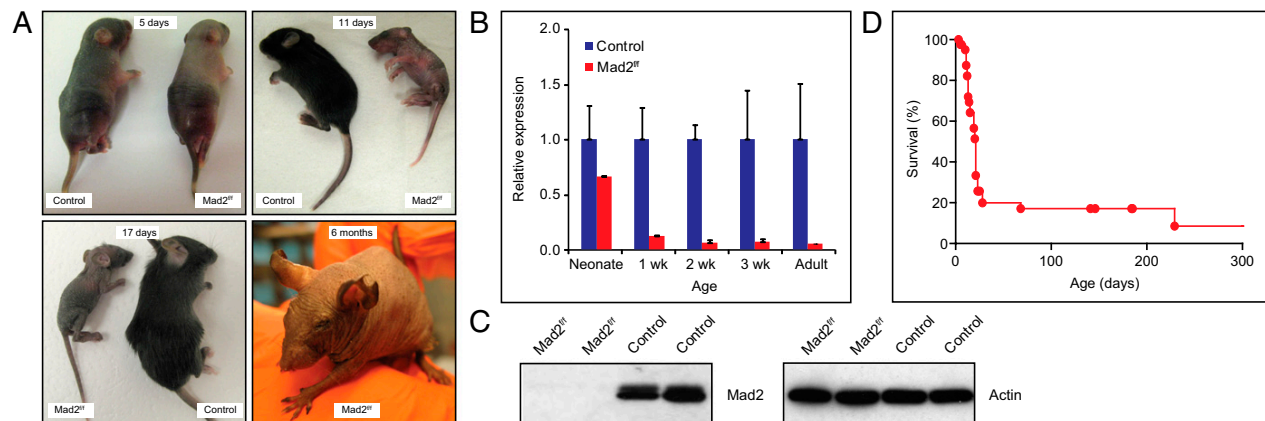 A
5 days
Control
Mad2f/f
11 days
Control
Mad2f/f
17 days
Mad2f/f
Control
6 months
Mad2f/f
B
2.0
1.5
1.0
0.5
0.0
Relative expression
Control
Mad2f/f
Neonate 1 wk 2 wk 3 wk Adult
Age
C
Mad2f/f Mad2f/f Control Control
Mad2
Mad2f/f Mad2f/f Control Control
Actin
D
100
80
60
40
20
0
Survival (%)
0 100 200 300
Age (days)